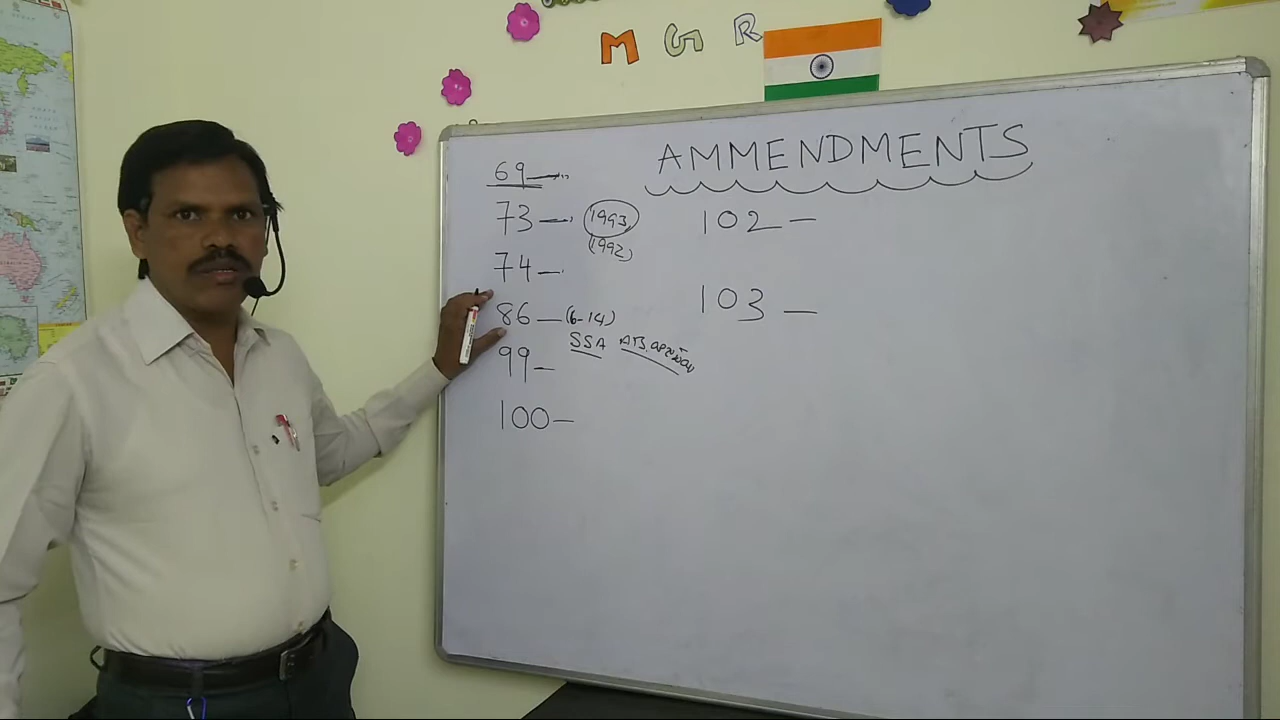 M G R
AMMENDMENTS
69
73 — 1993
(1992)
74 —
86 — (6-14)
SSA
99 —
100 —
102 —
103 —